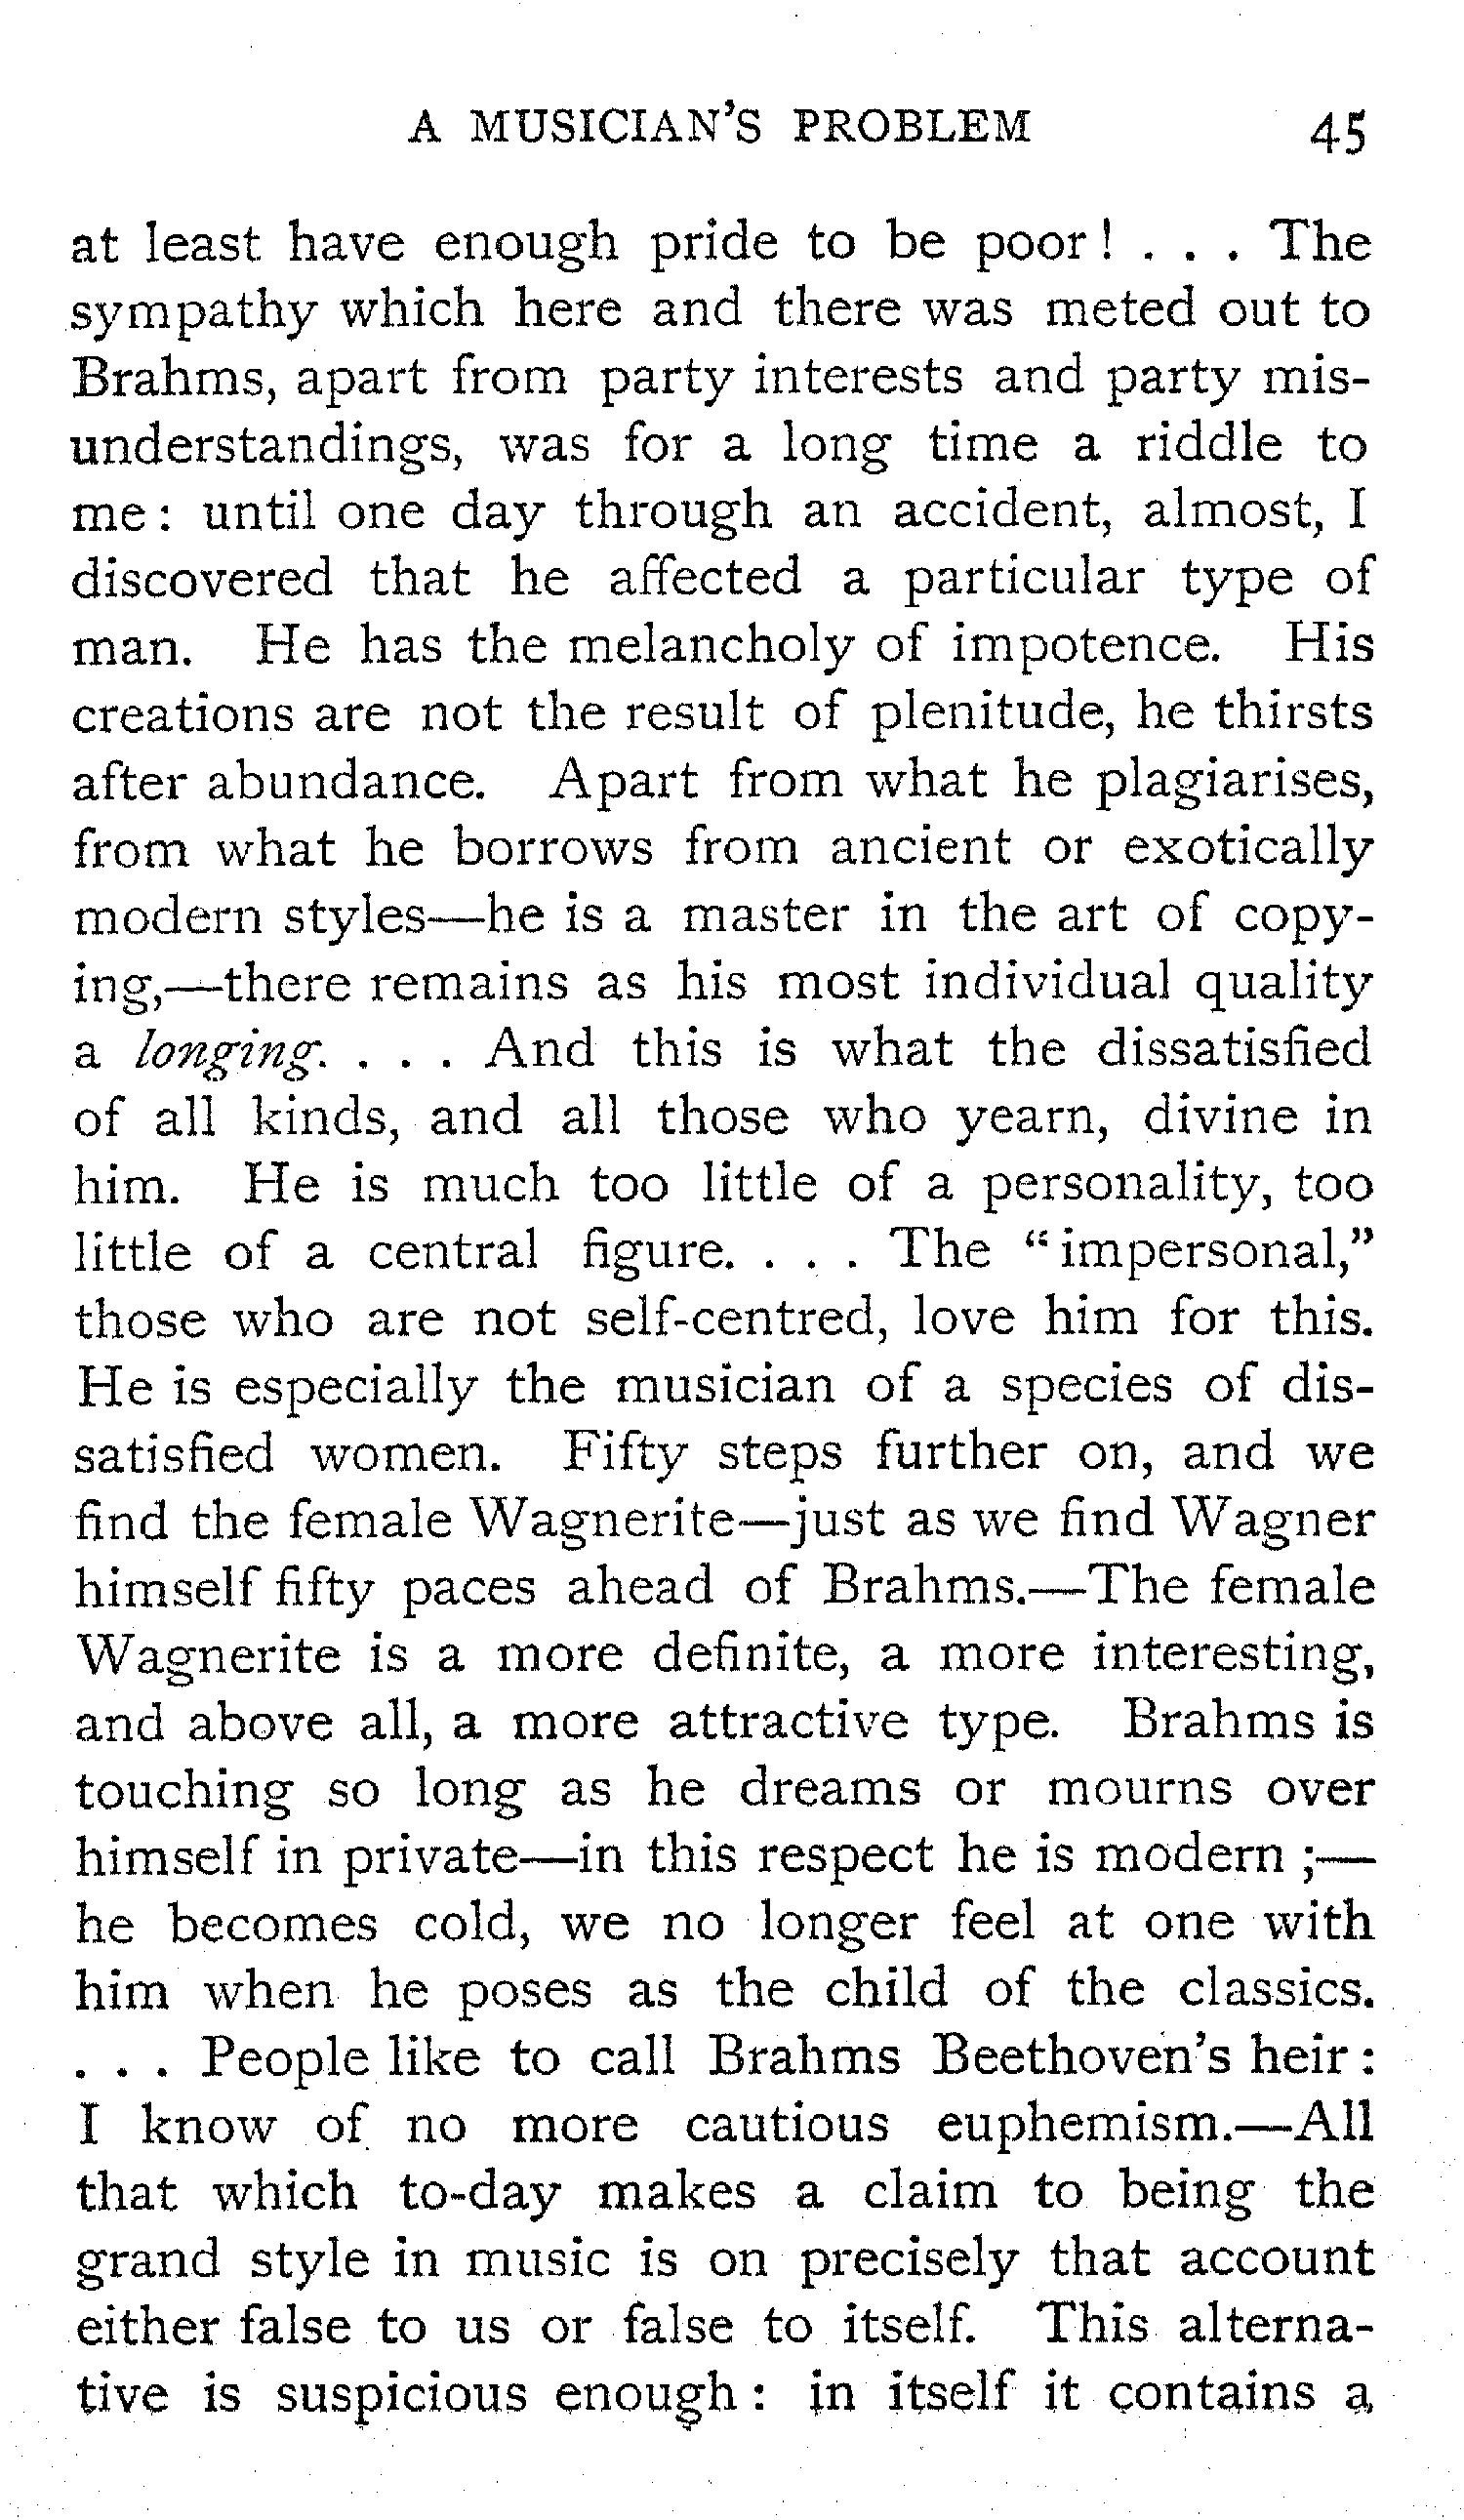 A MUSICIAN'S PROBLEM 45
at least have enough pride to be poor! . . . The
sympathy which here and there was meted out to
Brahms, apart from party interests and party mis-
understandings, was for a long time a riddle to
me: until one day through an accident, almost, I
discovered that he affected a particular type of
man. He has the melancholy of impotence. His
creations are not the result of plenitude, he thirsts
after abundance. Apart from what he plagiarises,
from what he borrows from ancient or exotically
modern styles—he is a master in the art of copy-
ing,—there remains as his most individual quality
a longing. . . . And this is what the dissatisfied
of all kinds, and all those who yearn, divine in
him. He is much too little of a personality, too
little of a central figure. . . . The “impersonal,”
those who are not self-centred, love him for this.
He is especially the musician of a species of dis-
satisfied women. Fifty steps further on, and we
find the female Wagnerite—just as we find Wagner
himself fifty paces ahead of Brahms.—The female
Wagnerite is a more definite, a more interesting,
and above all, a more attractive type. Brahms is
touching so long as he dreams or mourns over
himself in private—in this respect he is modern ;—
he becomes cold, we no longer feel at one with
him when he poses as the child of the classics.
. . . People like to call Brahms Beethoven's heir:
I know of no more cautious euphemism.—All
that which to-day makes a claim to being the
grand style in music is on precisely that account
either false to us or false to itself. This alterna-
tive is suspicious enough: in itself it contains a